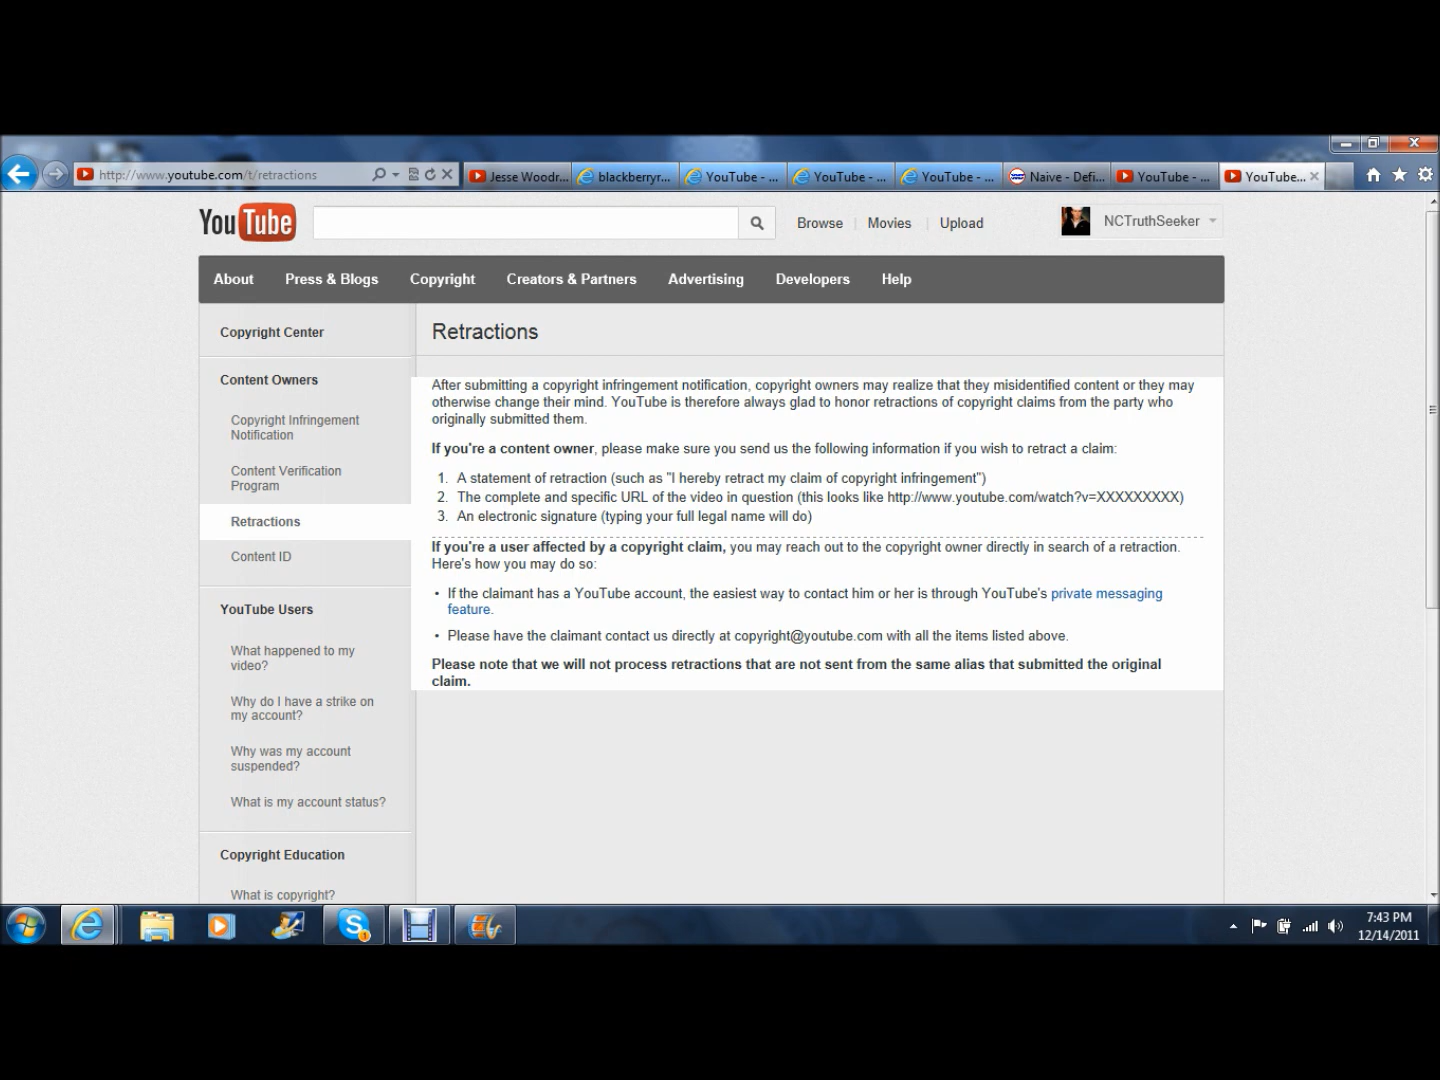 http://www.youtube.com/t/retractions
Jesse Woodr...
blackberryr...
YouTube - ...
YouTube - ...
YouTube - ...
Naive - Defi...
YouTube - ...
YouTube...
YouTube
Browse
Movies
Upload
NCTruthSeeker
About
Press & Blogs
Copyright
Creators & Partners
Advertising
Developers
Help
Copyright Center
Content Owners
Copyright Infringement
Notification
Content Verification
Program
Retractions
Content ID
YouTube Users
What happened to my
video?
Why do I have a strike on
my account?
Why was my account
suspended?
What is my account status?
Copyright Education
What is copyright?
Retractions
After submitting a copyright infringement notification, copyright owners may realize that they misidentified content or they may
otherwise change their mind. YouTube is therefore always glad to honor retractions of copyright claims from the party who
originally submitted them.
If you're a content owner, please make sure you send us the following information if you wish to retract a claim:
1. A statement of retraction (such as "I hereby retract my claim of copyright infringement")
2. The complete and specific URL of the video in question (this looks like http://www.youtube.com/watch?v=XXXXXXXXX)
3. An electronic signature (typing your full legal name will do)
If you're a user affected by a copyright claim, you may reach out to the copyright owner directly in search of a retraction.
Here's how you may do so:
• If the claimant has a YouTube account, the easiest way to contact him or her is through YouTube's private messaging
feature.
• Please have the claimant contact us directly at copyright@youtube.com with all the items listed above.
Please note that we will not process retractions that are not sent from the same alias that submitted the original
claim.
7:43 PM
12/14/2011